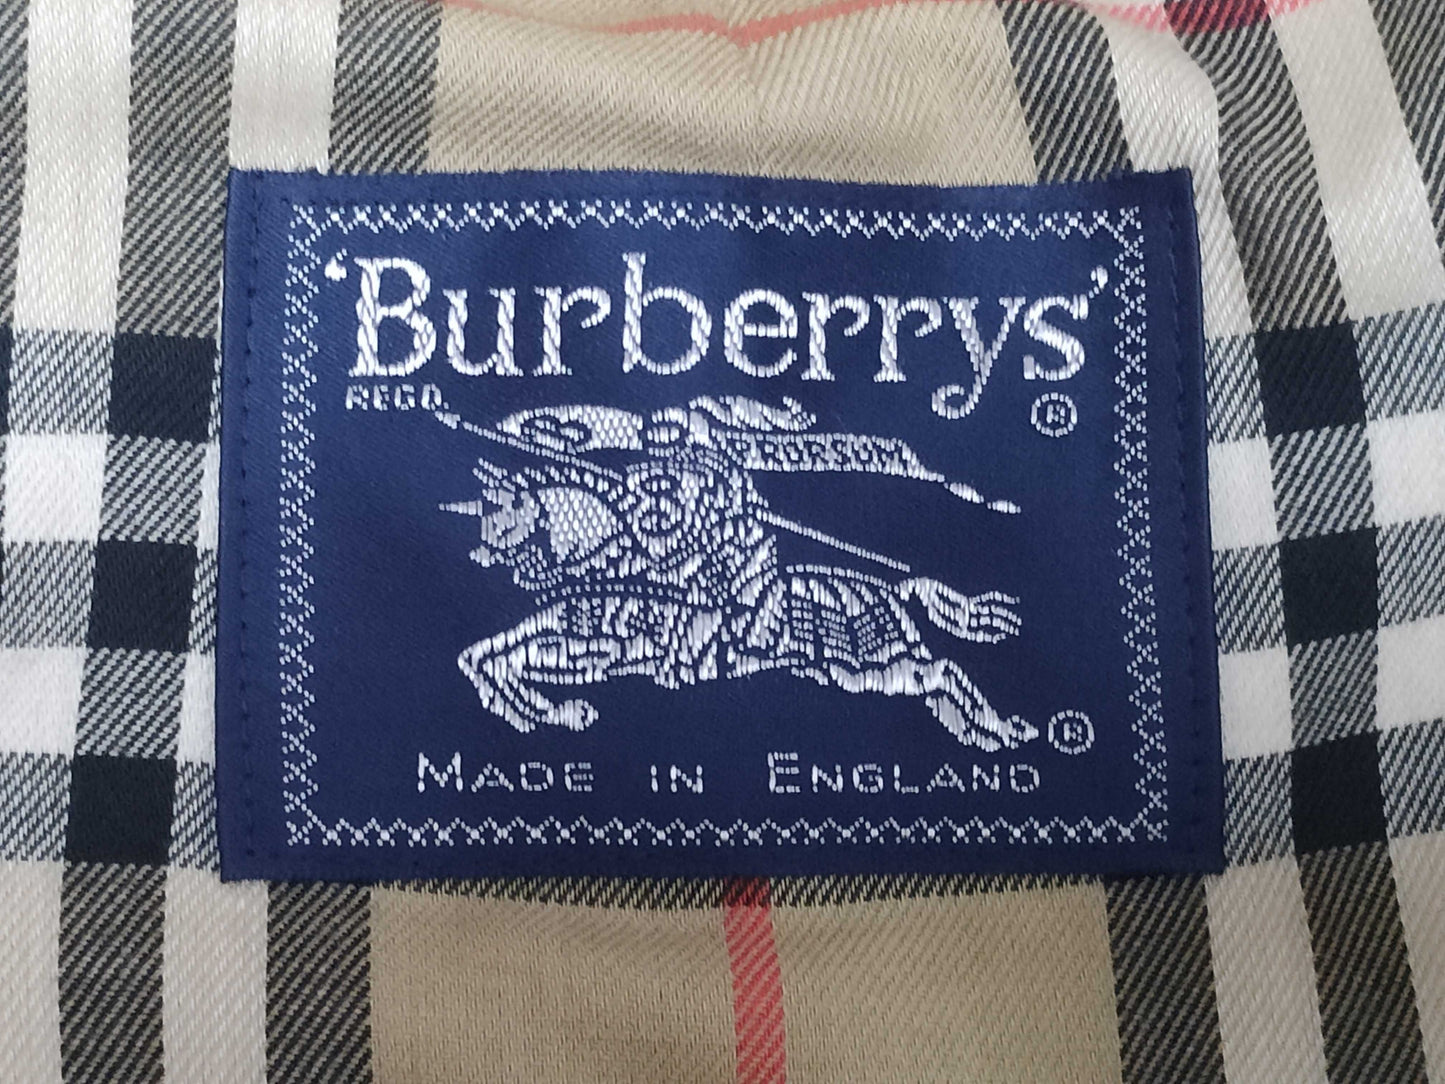 'Burberrys'
REGD.
®
PRORSUM
®
MADE IN ENGLAND